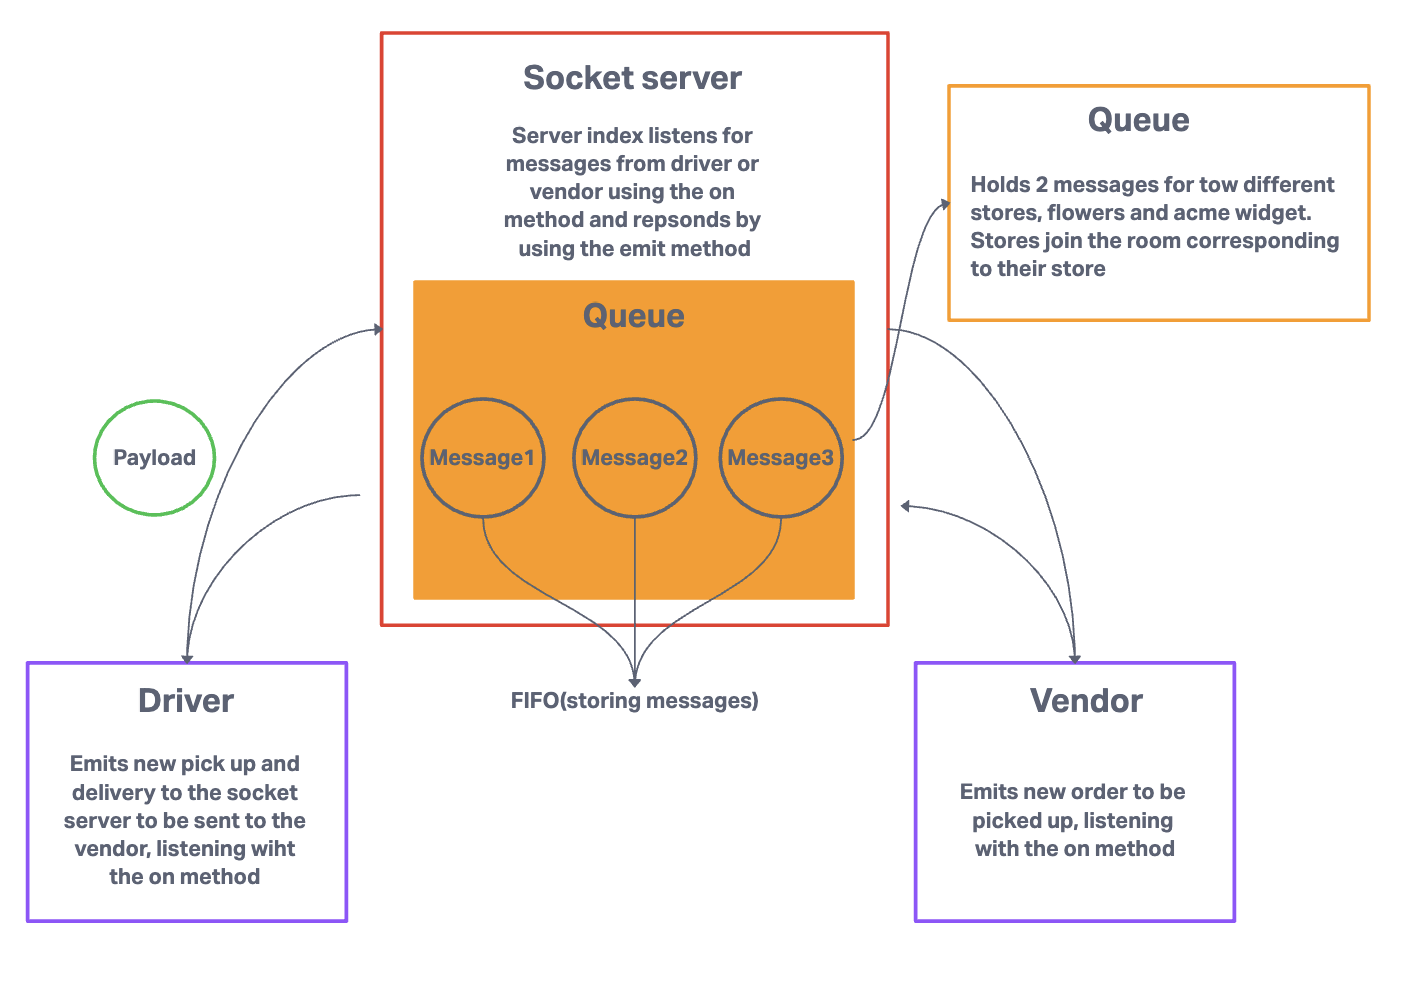 Socket server
Server index listens for
messages from driver or
vendor using the on
method and repsonds by
using the emit method
Queue
Message1
Message2
Message3
FIFO(storing messages)
Queue
Holds 2 messages for tow different
stores, flowers and acme widget.
Stores join the room corresponding
to their store
Payload
Driver
Emits new pick up and
delivery to the socket
server to be sent to the
vendor, listening wiht
the on method
Vendor
Emits new order to be
picked up, listening
with the on method